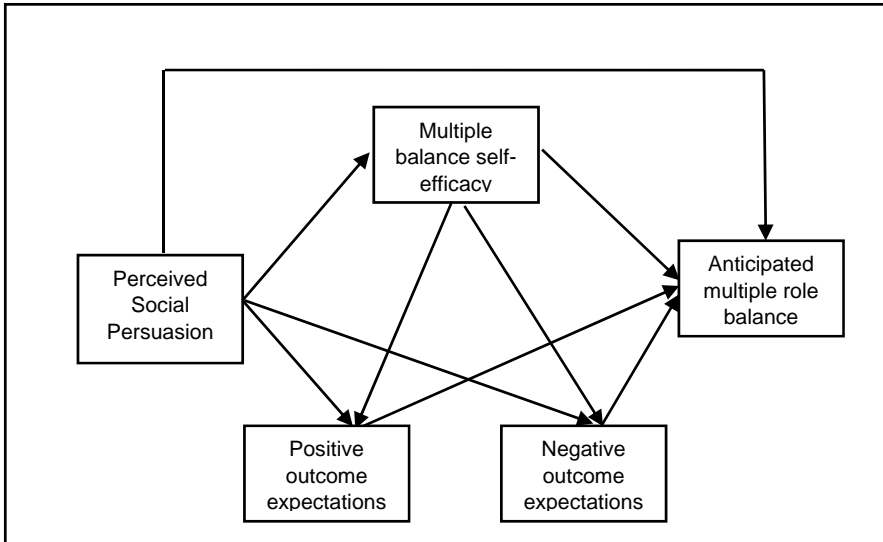 Multiple
balance self-
efficacy
Perceived
Social
Persuasion
Anticipated
multiple role
balance
Positive
outcome
expectations
Negative
outcome
expectations